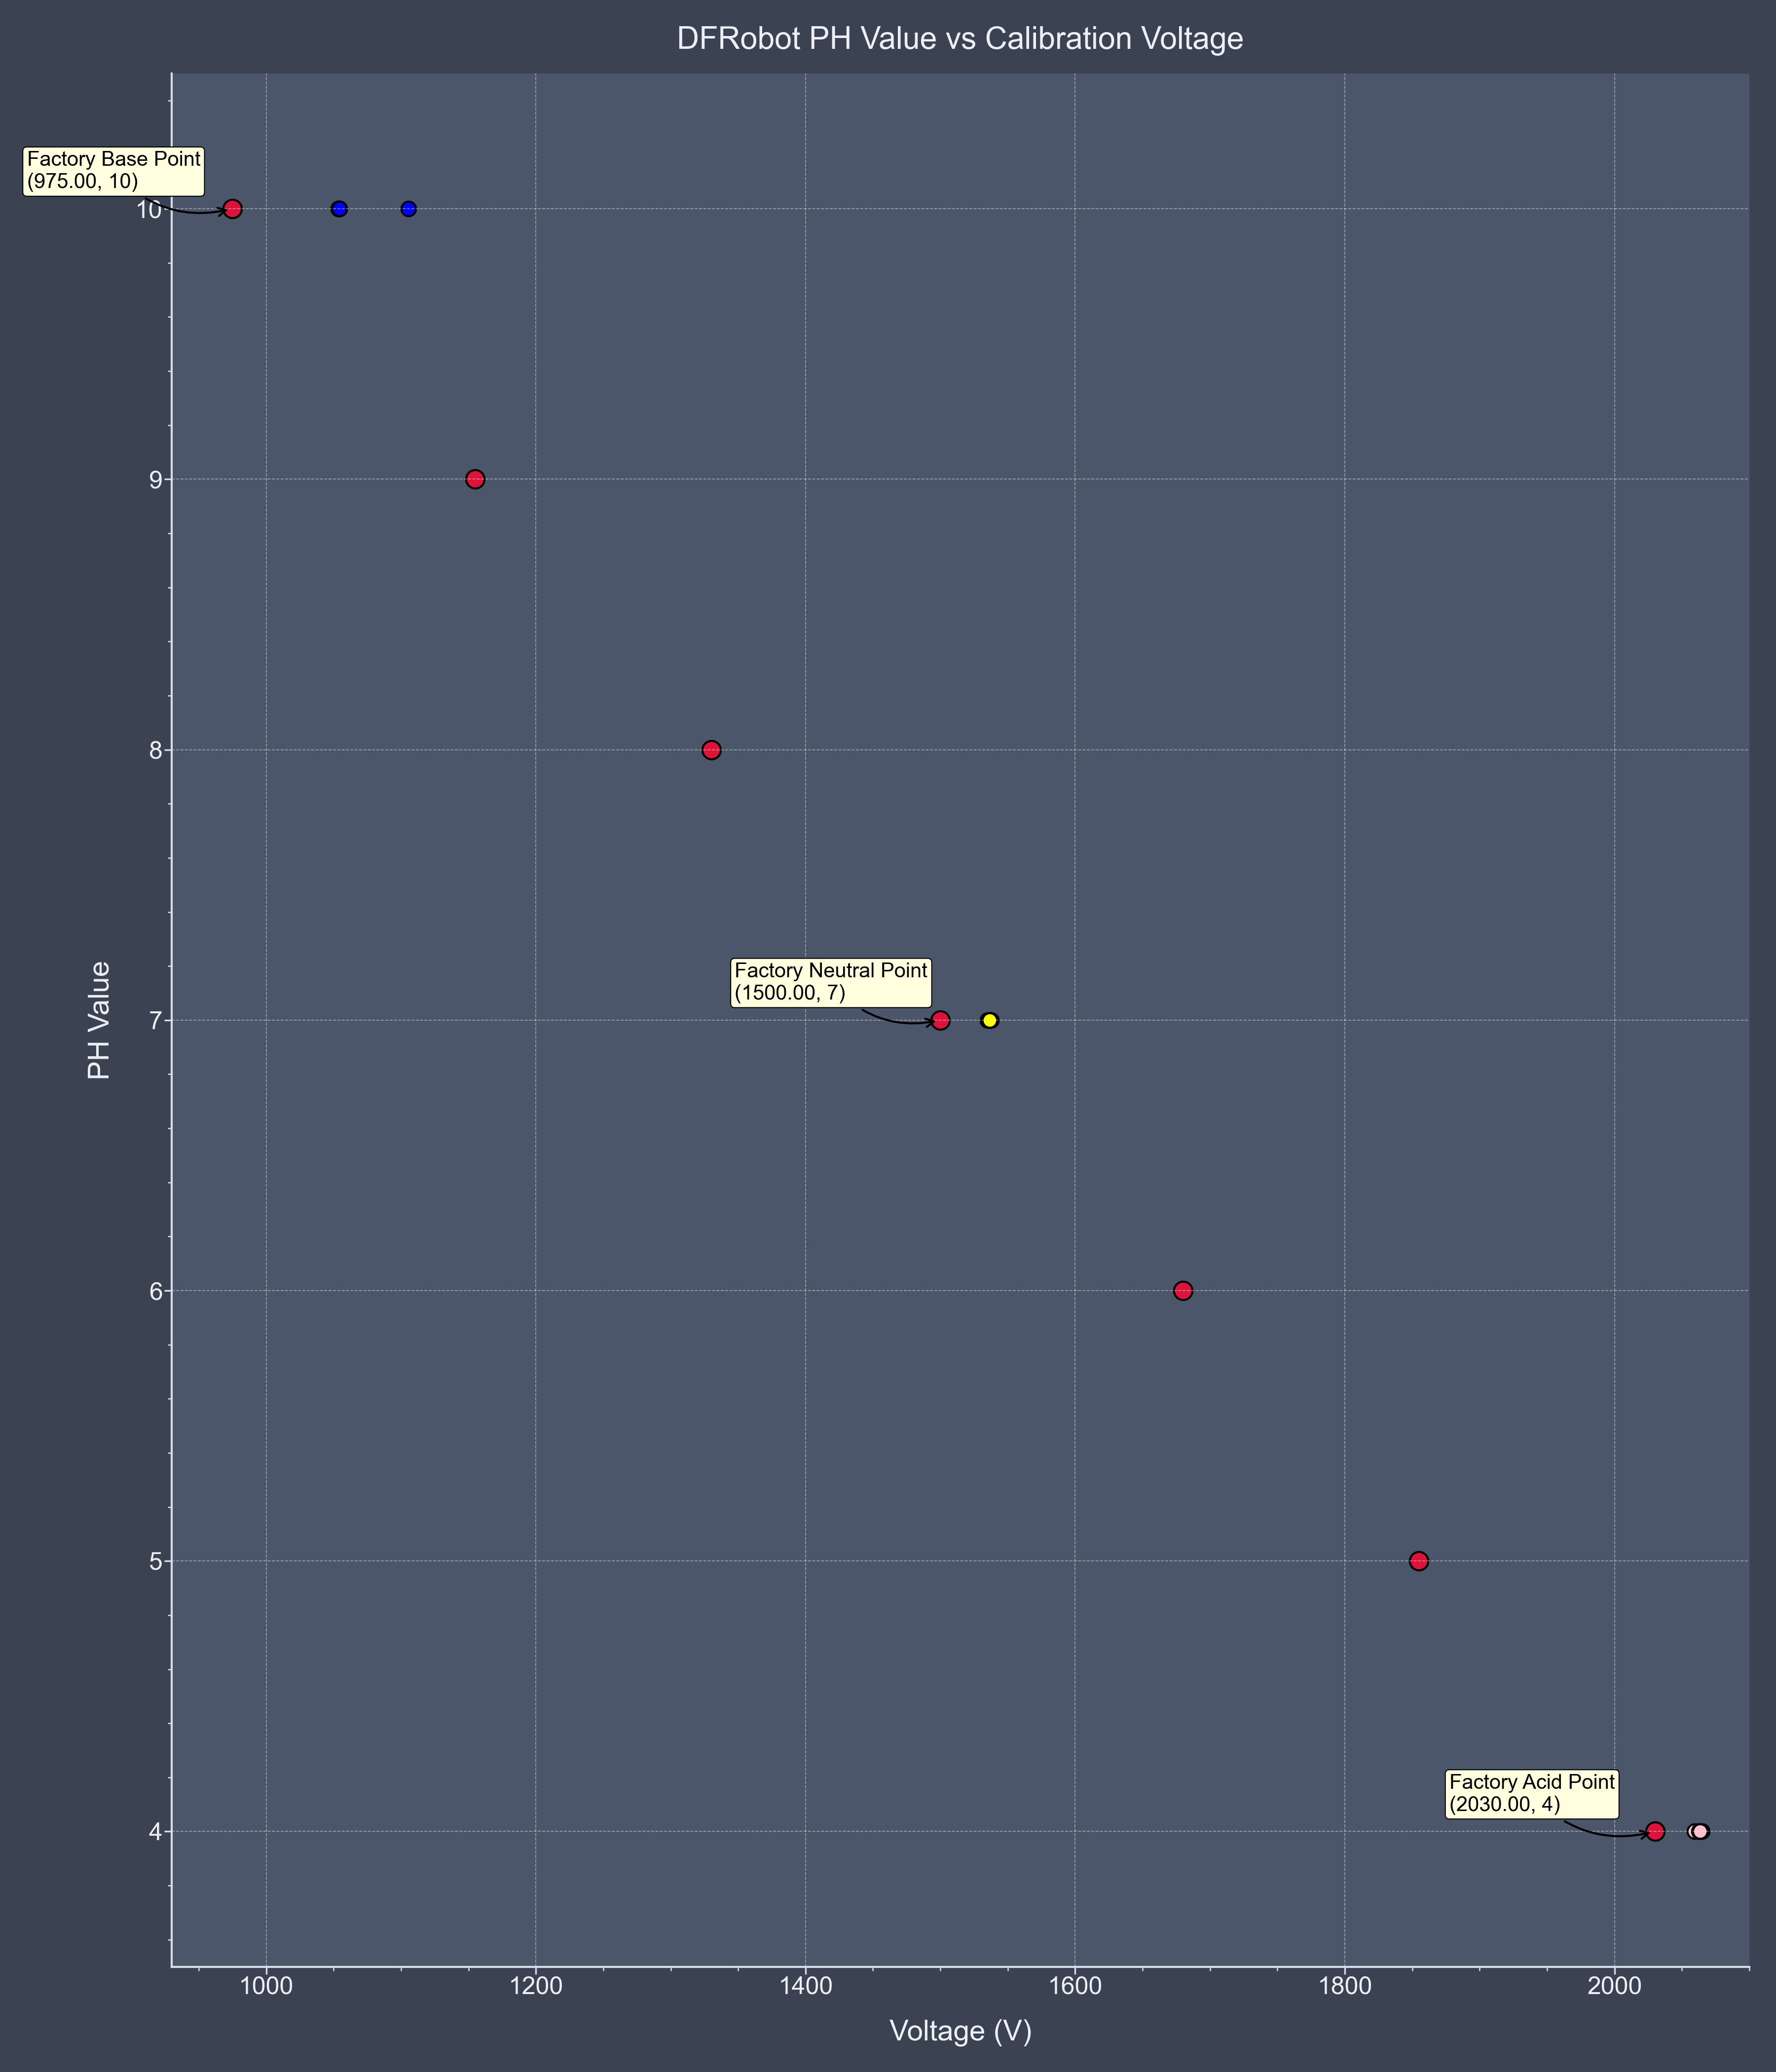 DFRobot PH Value vs Calibration Voltage
Factory Base Point
(975.00, 10)
10
9
8
Factory Neutral Point
(1500.00, 7)
7
PH Value
6
5
Factory Acid Point
(2030.00, 4)
4
1000 1200 1400 1600 1800 2000
Voltage (V)